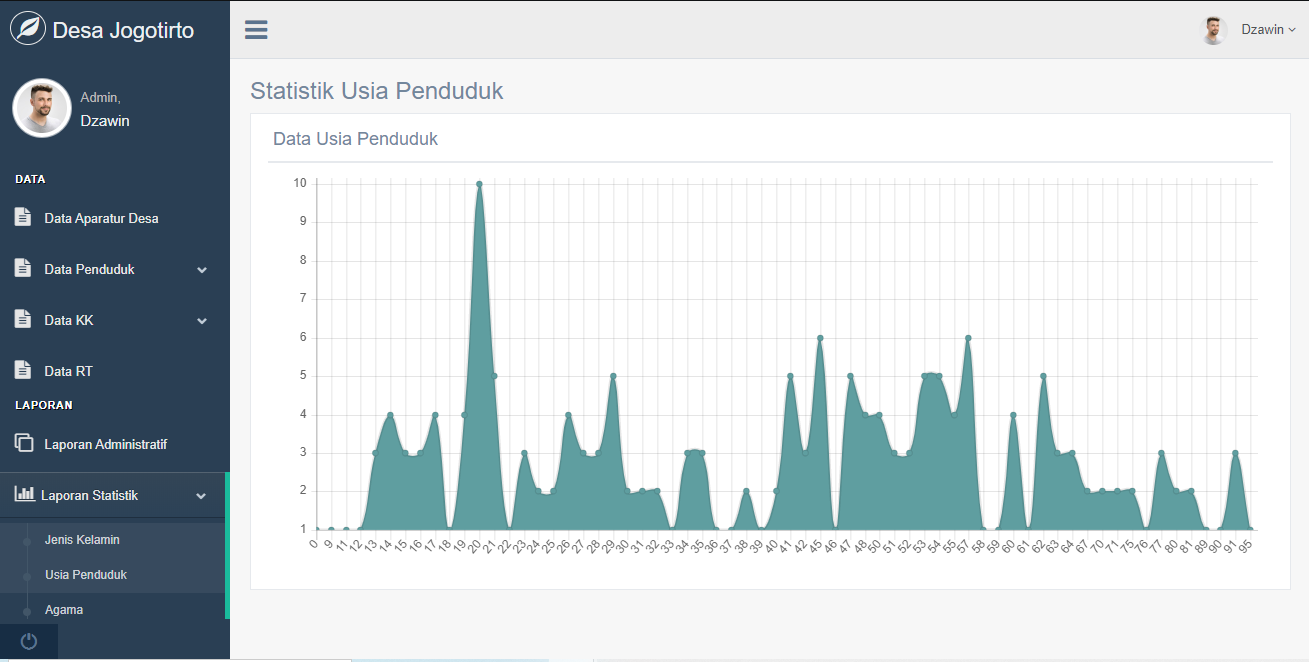 Desa Jogotirto
Dzawin
Admin,
Dzawin
DATA
Data Aparatur Desa
Data Penduduk
Data KK
Data RT
LAPORAN
Laporan Administratif
Laporan Statistik
Jenis Kelamin
Usia Penduduk
Agama
Statistik Usia Penduduk
Data Usia Penduduk
10
9
8
7
6
5
4
3
2
1
0 9 11 12 13 14 15 16 17 18 19 20 21 22 23 24 25 26 27 28 29 30 31 32 33 34 35 36 37 38 39 40 41 42 45 46 47 48 50 51 52 53 54 55 57 58 59 60 61 62 63 64 67 70 71 75 76 77 80 81 89 90 91 95